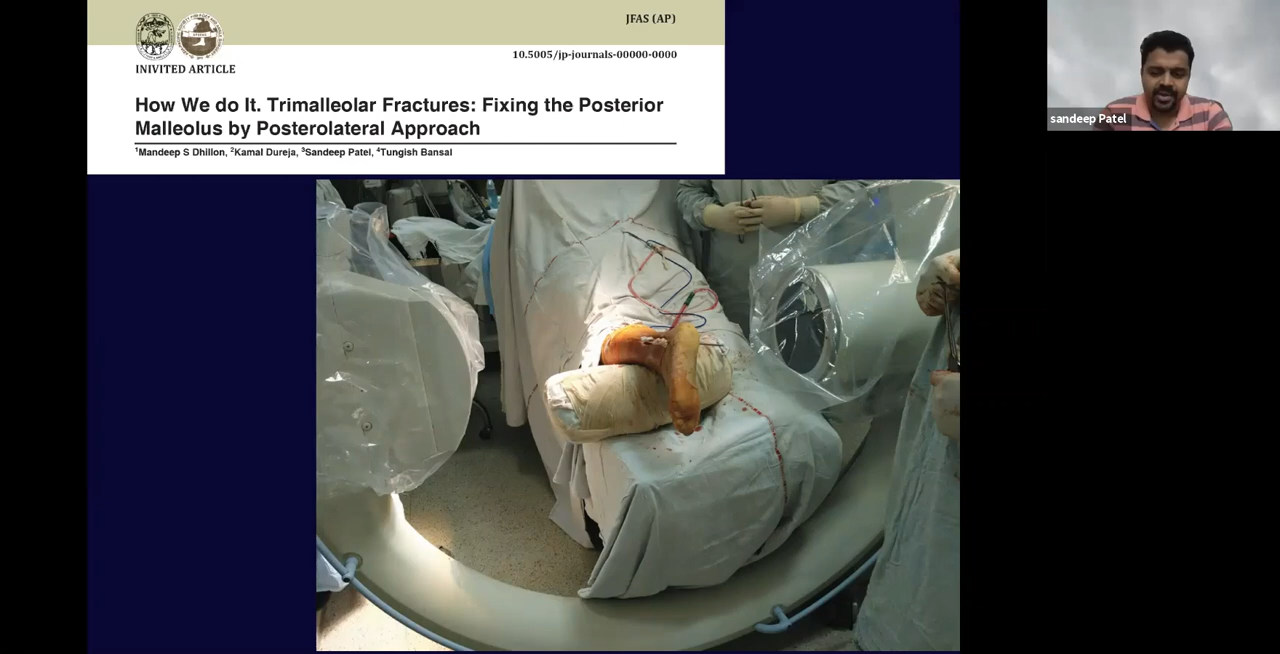 JFAS (AP)
10.5005/jp-journals-00000-0000
INIVITED ARTICLE
How We do It. Trimalleolar Fractures: Fixing the Posterior
Malleolus by Posterolateral Approach
1Mandeep S Dhillon, 2Kamal Dureja, 3Sandeep Patel, 4Tungish Bansal
sandeep Patel